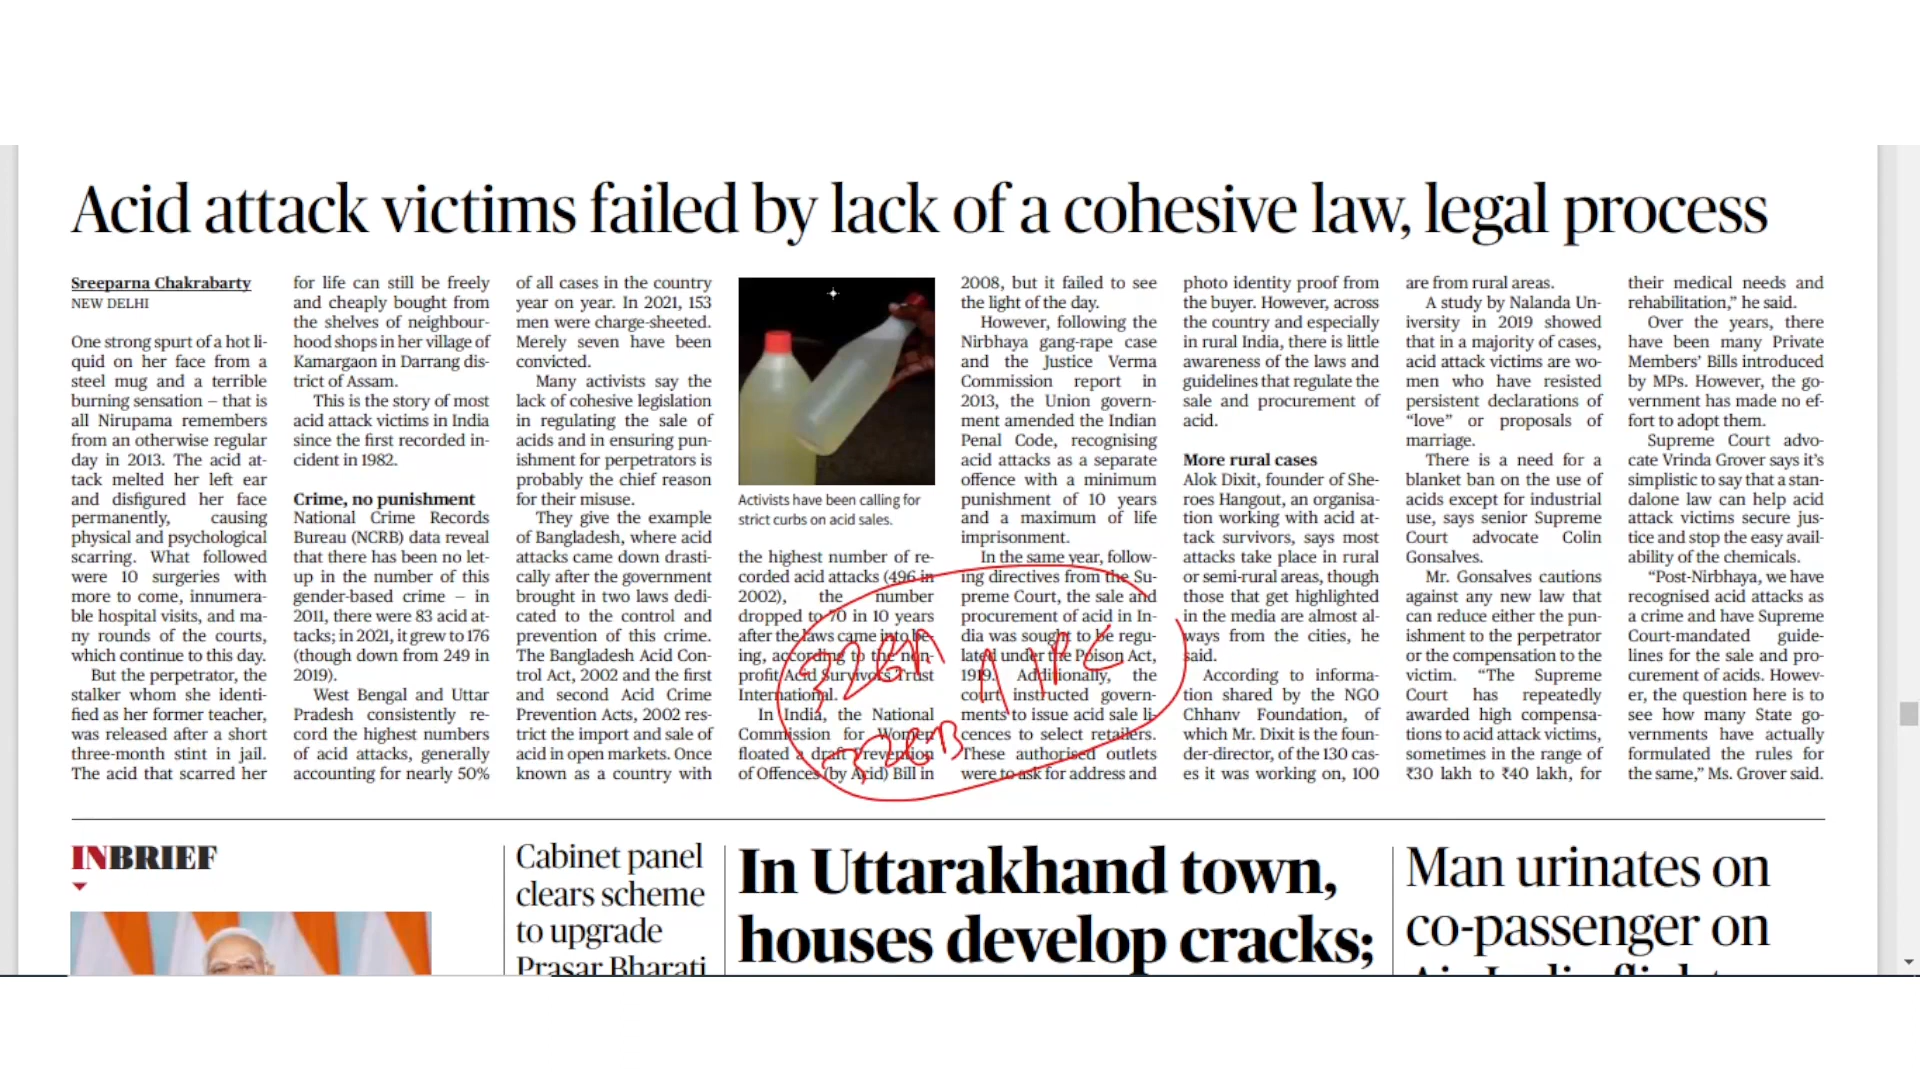 Acid attack victims failed by lack of a cohesive law, legal process
Sreeparna Chakrabarty
NEW DELHI
One strong spurt of a hot li-
quid on her face from a
steel mug and a terrible
burning sensation – that is
all Nirupama remembers
from an otherwise regular
day in 2013. The acid at-
tack melted her left ear
and disfigured her face
permanently, causing
physical and psychological
scarring. What followed
were 10 surgeries with
more to come, innumera-
ble hospital visits, and ma-
ny rounds of the courts,
which continue to this day.
But the perpetrator, the
stalker whom she identi-
fied as her former teacher,
was released after a short
three-month stint in jail.
The acid that scarred her
for life can still be freely
and cheaply bought from
the shelves of neighbour-
hood shops in her village of
Kamargaon in Darrang dis-
trict of Assam.
This is the story of most
acid attack victims in India
since the first recorded in-
cident in 1982.
Crime, no punishment
National Crime Records
Bureau (NCRB) data reveal
that there has been no let-
up in the number of this
gender-based crime – in
2011, there were 83 acid at-
tacks; in 2021, it grew to 176
(though down from 249 in
2019).
West Bengal and Uttar
Pradesh consistently re-
cord the highest numbers
of acid attacks, generally
accounting for nearly 50%
of all cases in the country
year on year. In 2021, 153
men were charge-sheeted.
Merely seven have been
convicted.
Many activists say the
lack of cohesive legislation
in regulating the sale of
acids and in ensuring pun-
ishment for perpetrators is
probably the chief reason
for their misuse.
They give the example
of Bangladesh, where acid
attacks came down drasti-
cally after the government
brought in two laws dedi-
cated to the control and
prevention of this crime.
The Bangladesh Acid Con-
trol Act, 2002 and the first
and second Acid Crime
Prevention Acts, 2002 res-
trict the import and sale of
acid in open markets. Once
known as a country with
Activists have been calling for
strict curbs on acid sales.
the highest number of re-
corded acid attacks (496 in
2002), the number
dropped to 70 in 10 years
after the laws came into be-
ing, according to the non-
profit Acid Survivors Trust
International.
In India, the National
Commission for Women
floated a draft Prevention
of Offences (by Acid) Bill in
326A IPC
326B
2008, but it failed to see
the light of the day.
However, following the
Nirbhaya gang-rape case
and the Justice Verma
Commission report in
2013, the Union govern-
ment amended the Indian
Penal Code, recognising
acid attacks as a separate
offence with a minimum
punishment of 10 years
and a maximum of life
imprisonment.
In the same year, follow-
ing directives from the Su-
preme Court, the sale and
procurement of acid in In-
dia was sought to be regu-
lated under the Poison Act,
1919. Additionally, the
court instructed govern-
ments to issue acid sale li-
cences to select retailers.
These authorised outlets
were to ask for address and
photo identity proof from
the buyer. However, across
the country and especially
in rural India, there is little
awareness of the laws and
guidelines that regulate the
sale and procurement of
acid.
More rural cases
Alok Dixit, founder of She-
roes Hangout, an organisa-
tion working with acid at-
tack survivors, says most
attacks take place in rural
or semi-rural areas, though
those that get highlighted
in the media are almost al-
ways from the cities, he
said.
According to informa-
tion shared by the NGO
Chhanv Foundation, of
which Mr. Dixit is the foun-
der-director, of the 130 cas-
es it was working on, 100
are from rural areas.
A study by Nalanda Un-
iversity in 2019 showed
that in a majority of cases,
acid attack victims are wo-
men who have resisted
persistent declarations of
“love” or proposals of
marriage.
There is a need for a
blanket ban on the use of
acids except for industrial
use, says senior Supreme
Court advocate Colin
Gonsalves.
Mr. Gonsalves cautions
against any new law that
can reduce either the pun-
ishment to the perpetrator
or the compensation to the
victim. “The Supreme
Court has repeatedly
awarded high compensa-
tions to acid attack victims,
sometimes in the range of
₹30 lakh to ₹40 lakh, for
their medical needs and
rehabilitation,” he said.
Over the years, there
have been many Private
Members’ Bills introduced
by MPs. However, the go-
vernment has made no ef-
fort to adopt them.
Supreme Court advo-
cate Vrinda Grover says it’s
simplistic to say that a stan-
dalone law can help acid
attack victims secure jus-
tice and stop the easy avail-
ability of the chemicals.
“Post-Nirbhaya, we have
recognised acid attacks as
a crime and have Supreme
Court-mandated guide-
lines for the sale and pro-
curement of acids. Howev-
er, the question here is to
see how many State go-
vernments have actually
formulated the rules for
the same,” Ms. Grover said.
INBRIEF
Cabinet panel
clears scheme
to upgrade
Prasar Bharati
In Uttarakhand town,
houses develop cracks;
Man urinates on
co-passenger on